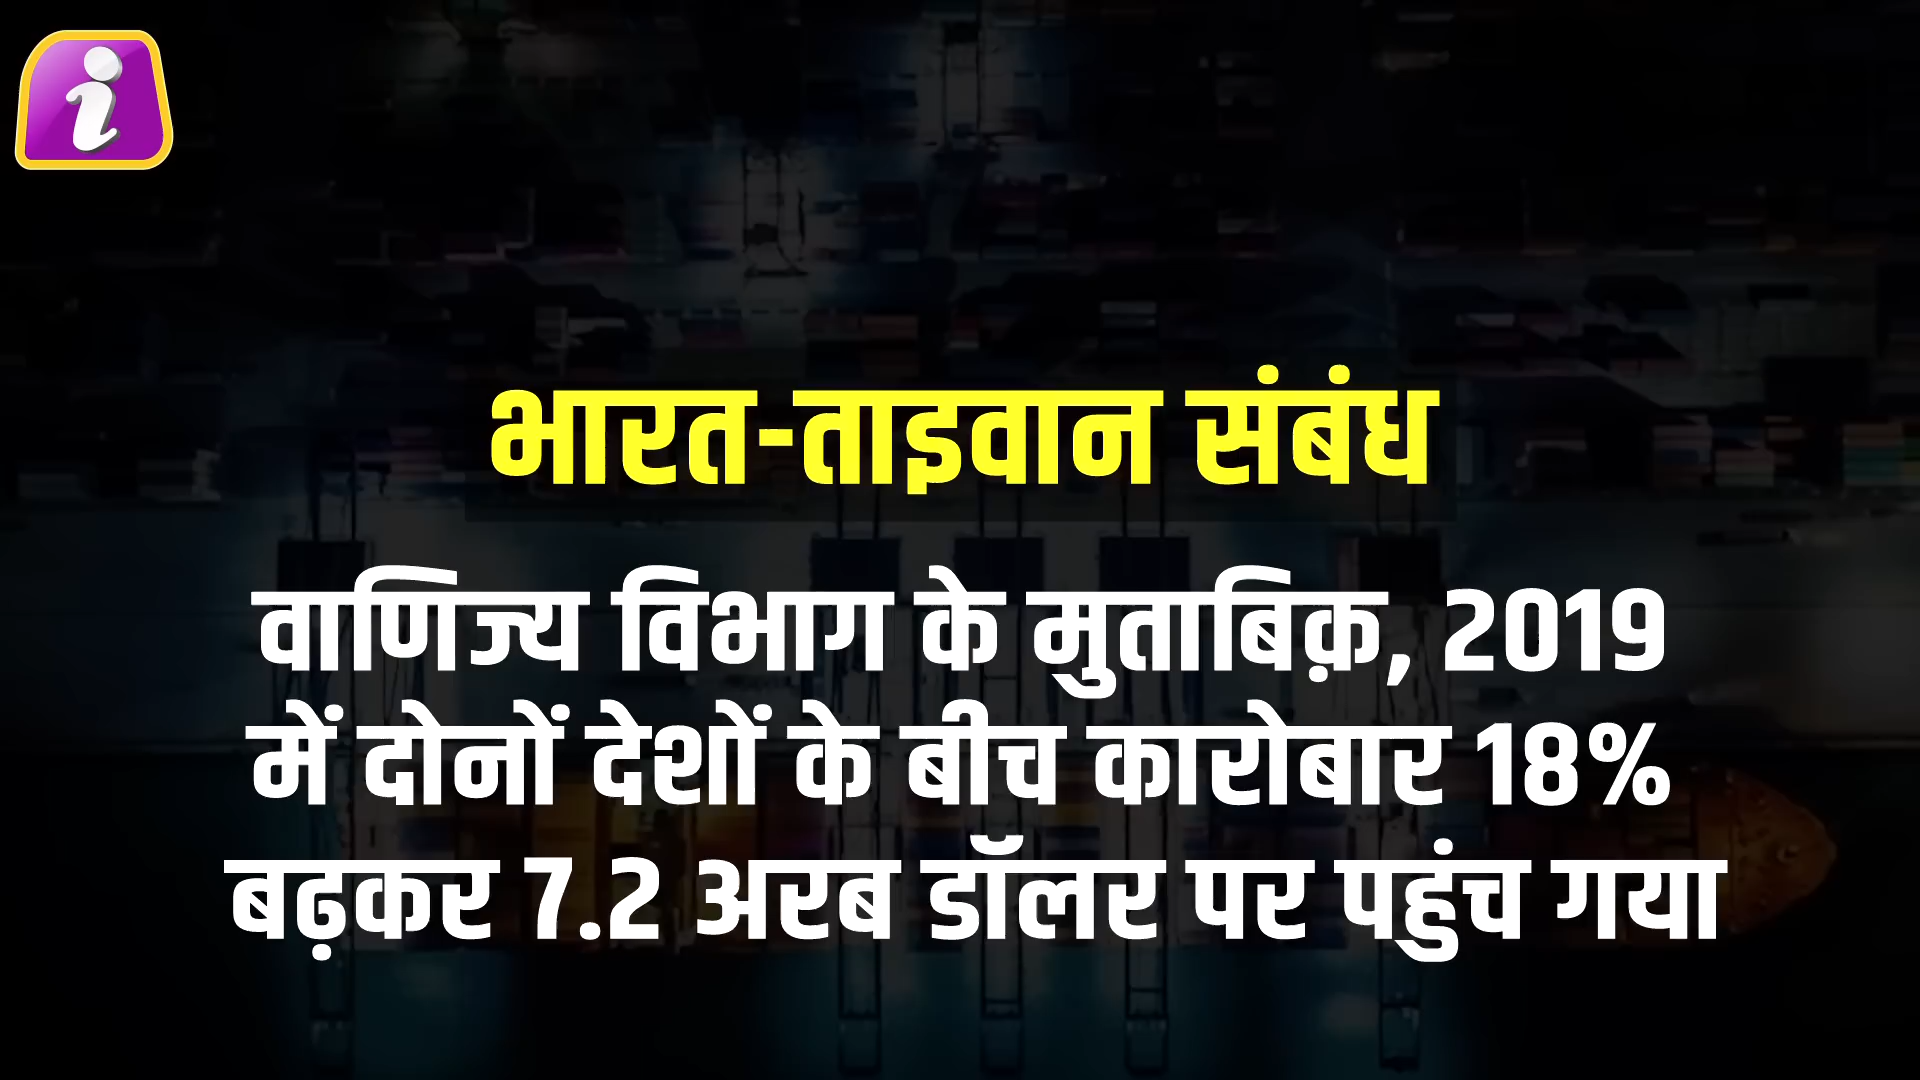 भारत-ताइवान संबंध
वाणिज्य विभाग के मुताबिक़, 2019
में दोनों देशों के बीच कारोबार 18%
बढ़कर 7.2 अरब डॉलर पर पहुंच गया